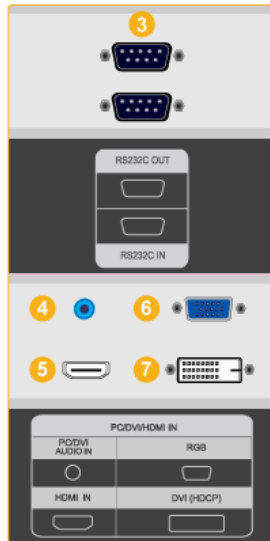 3
RS232C OUT
RS232C IN
4
6
5
7
PC/DVI/HDMI IN
PC/DVI
AUDIO IN
RGB
HDMI IN
DVI (HDCP)